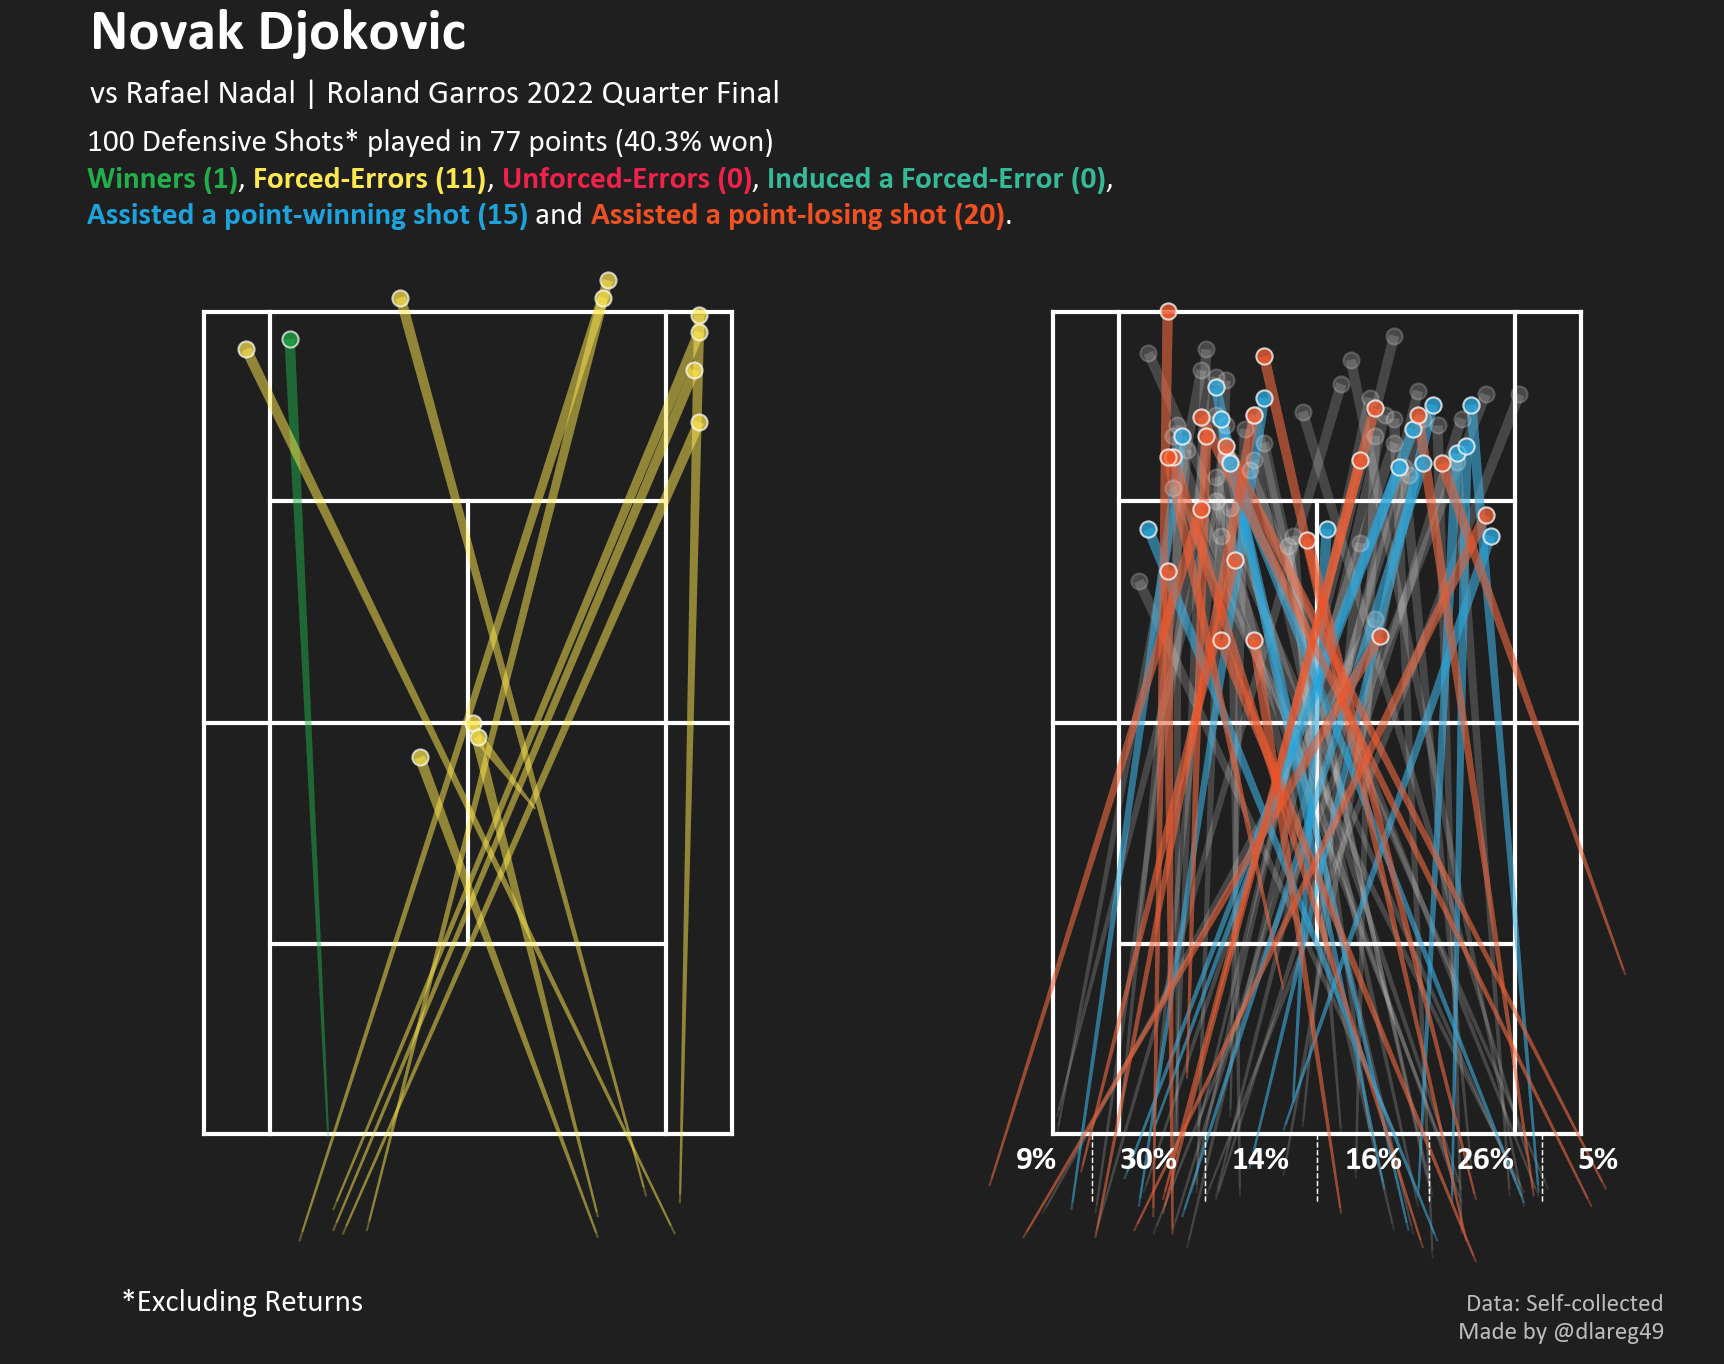 Novak Djokovic
vs Rafael Nadal | Roland Garros 2022 Quarter Final
100 Defensive Shots* played in 77 points (40.3% won)
Winners (1), Forced-Errors (11), Unforced-Errors (0), Induced a Forced-Error (0),
Assisted a point-winning shot (15) and Assisted a point-losing shot (20).
9% 30% 14% 16% 26% 5%
*Excluding Returns
Data: Self-collected
Made by @dlareg49